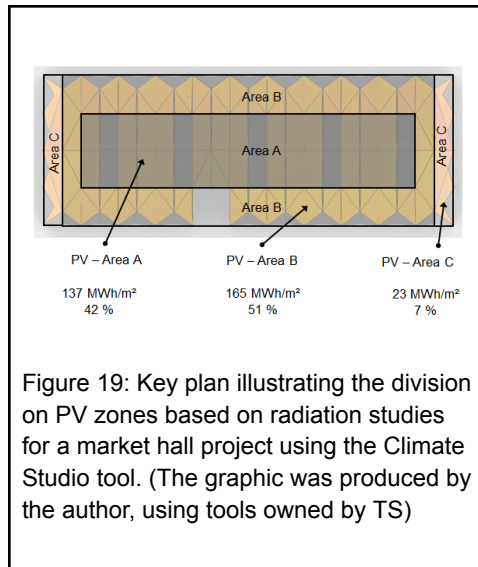 Area B
Area C
Area A
Area C
Area B
PV – Area A
PV – Area B
PV – Area C
137 MWh/m²
165 MWh/m²
23 MWh/m²
42 %
51 %
7 %
Figure 19: Key plan illustrating the division
on PV zones based on radiation studies
for a market hall project using the Climate
Studio tool. (The graphic was produced by
the author, using tools owned by TS)